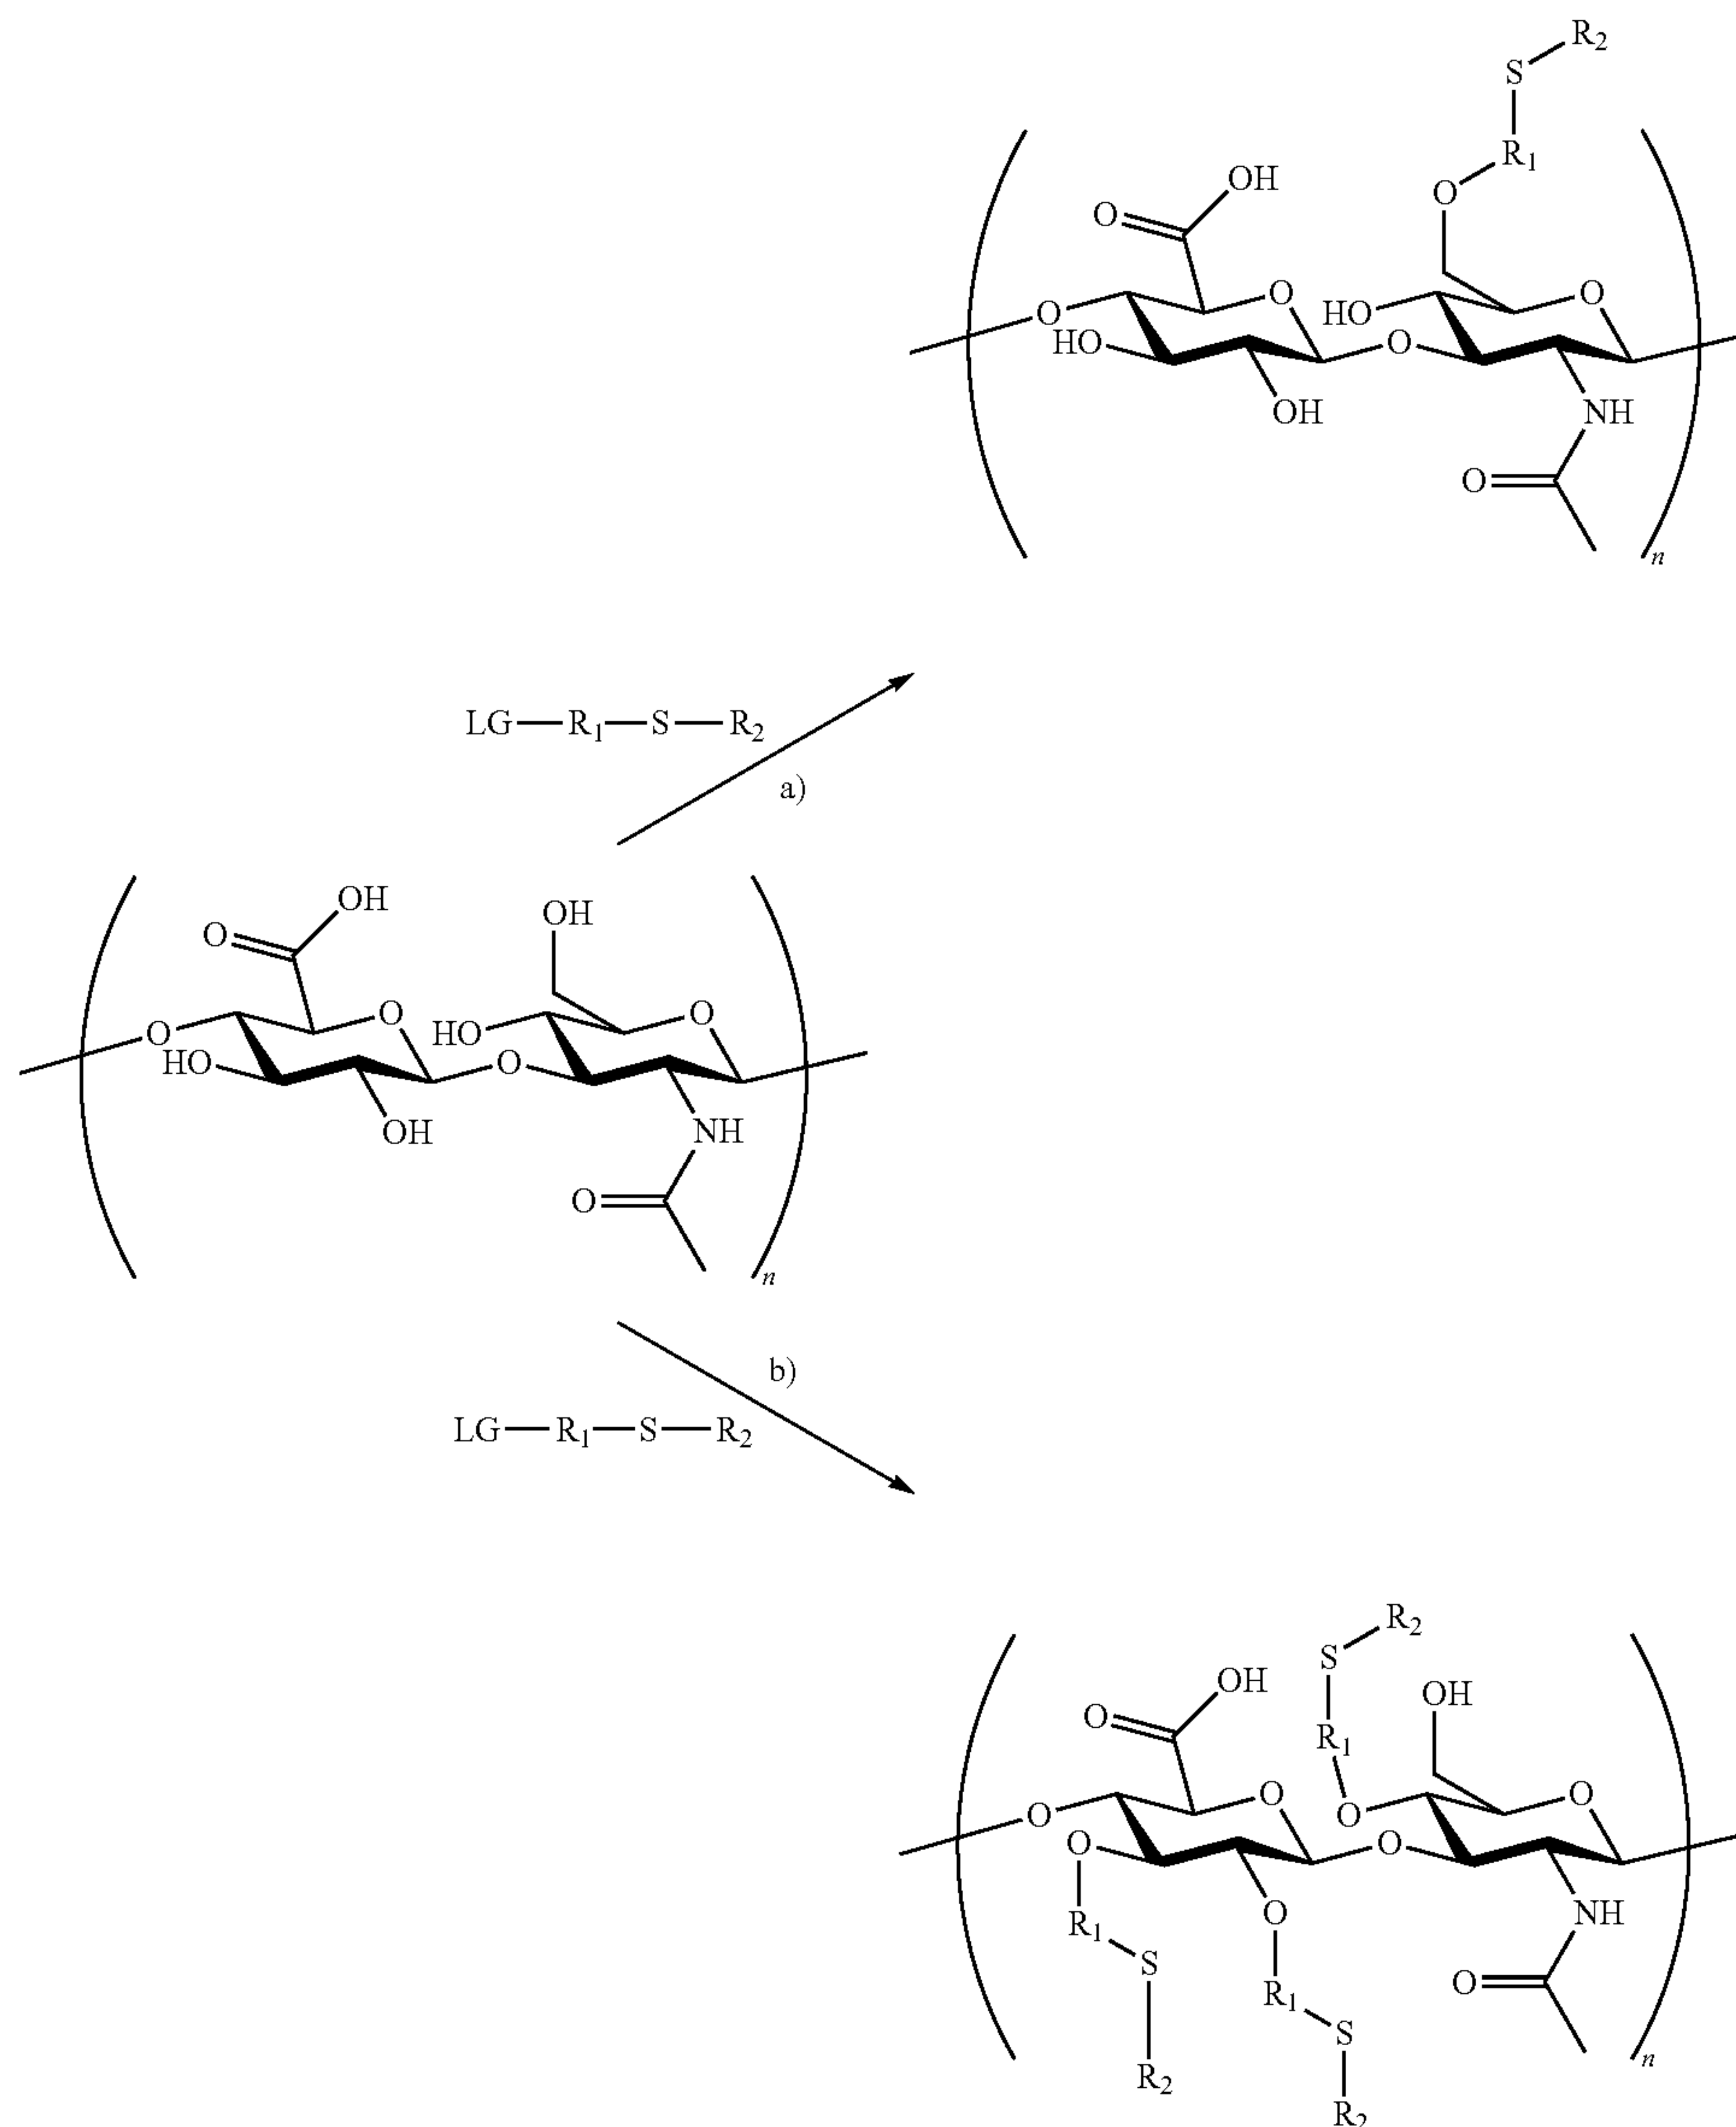 S R2
R1
O OH
O
O O O
HO HO O
OH NH
O
n
LG R1 S R2
a)
OH OH
O
O O
O HO
HO O
OH NH
O
n
b)
LG R1 S R2
R2
S
OH OH
O R1
O O
O O
O O
R1 O NH
S R1 O
S
R2 n
R2